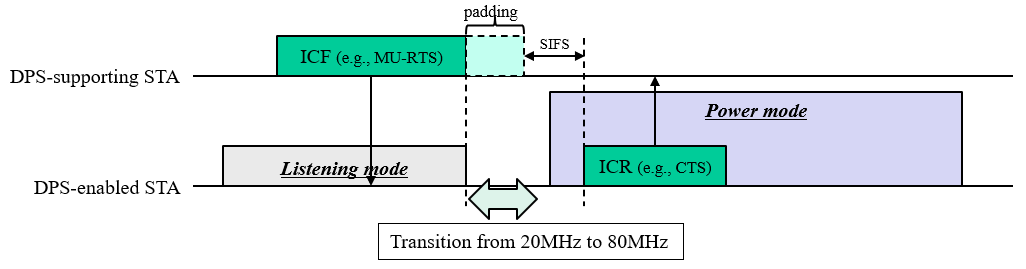 padding
ICF (e.g., MU-RTS)
SIFS
DPS-supporting STA
Power mode
Listening mode
ICR (e.g., CTS)
DPS-enabled STA
Transition from 20MHz to 80MHz